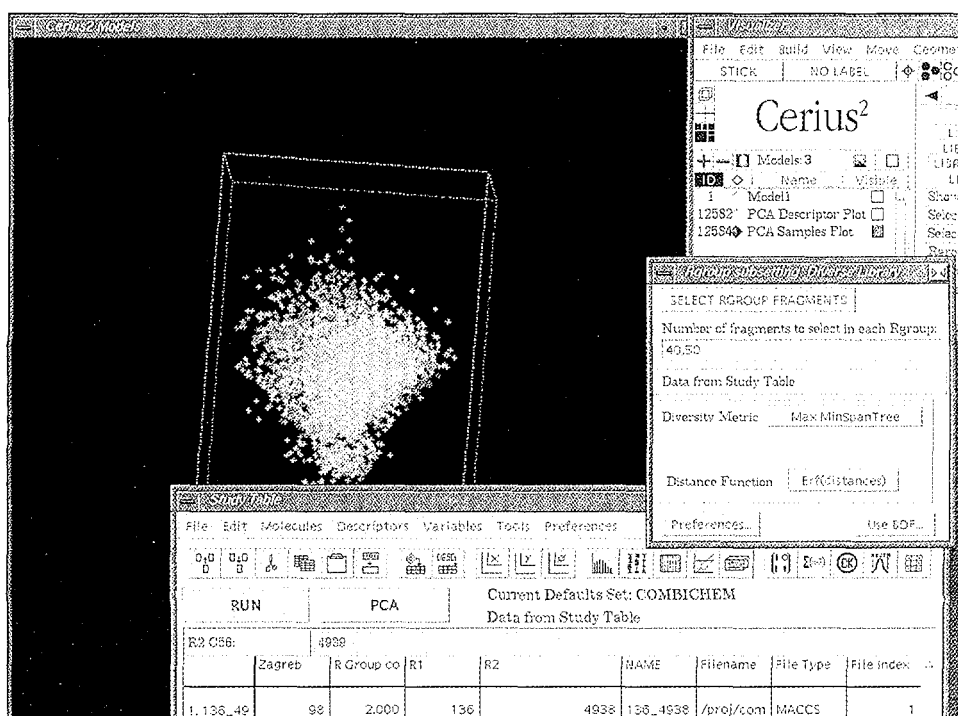 Cerius2 Models
Visualizer
File Edit Build View Move Geometry
STICK NO LABEL
Cerius²
Models: 3
ID Name Visible
1 Model1
12582 PCA Descriptor Plot
12584 PCA Samples Plot
SELECT RGROUP FRAGMENTS
Number of fragments to select in each Rgroup:
40,50
Data from Study Table
Diversity Metric Max MinSpanTree
Distance Function Erf(distances)
Preferences...
Study Table
File Edit Molecules Descriptors Variables Tools Preferences
RUN PCA Current Defaults Set: COMBICHEM
Data from Study Table
R2 C56: 4939
Zagreb R Group co R1 R2 NAME Filename File Type File Index
1. 136_49 98 2.000 136 4938 136_4938 /proj/com MACCS 1